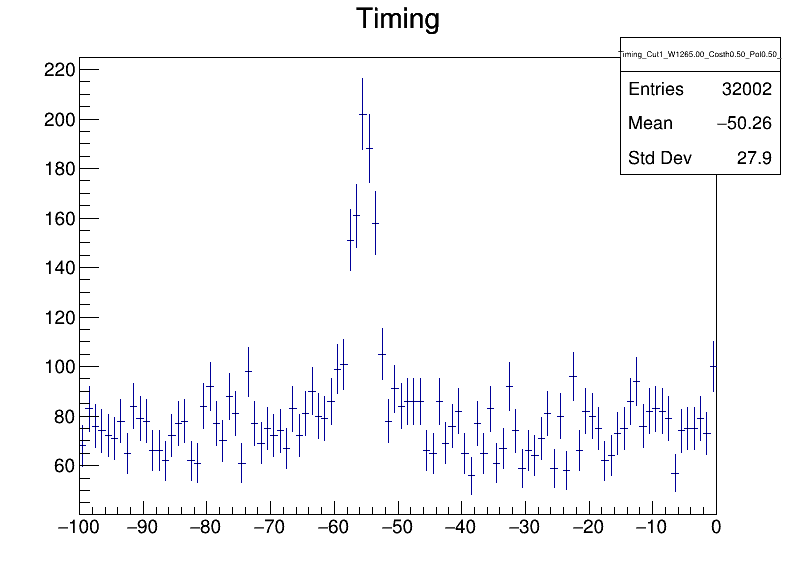 Timing
Timing_Cut1_W1265.00_Costh0.50_Pol0.50_
Entries 32002
Mean −50.26
Std Dev 27.9
220
200
180
160
140
120
100
80
60
−100 −90 −80 −70 −60 −50 −40 −30 −20 −10 0